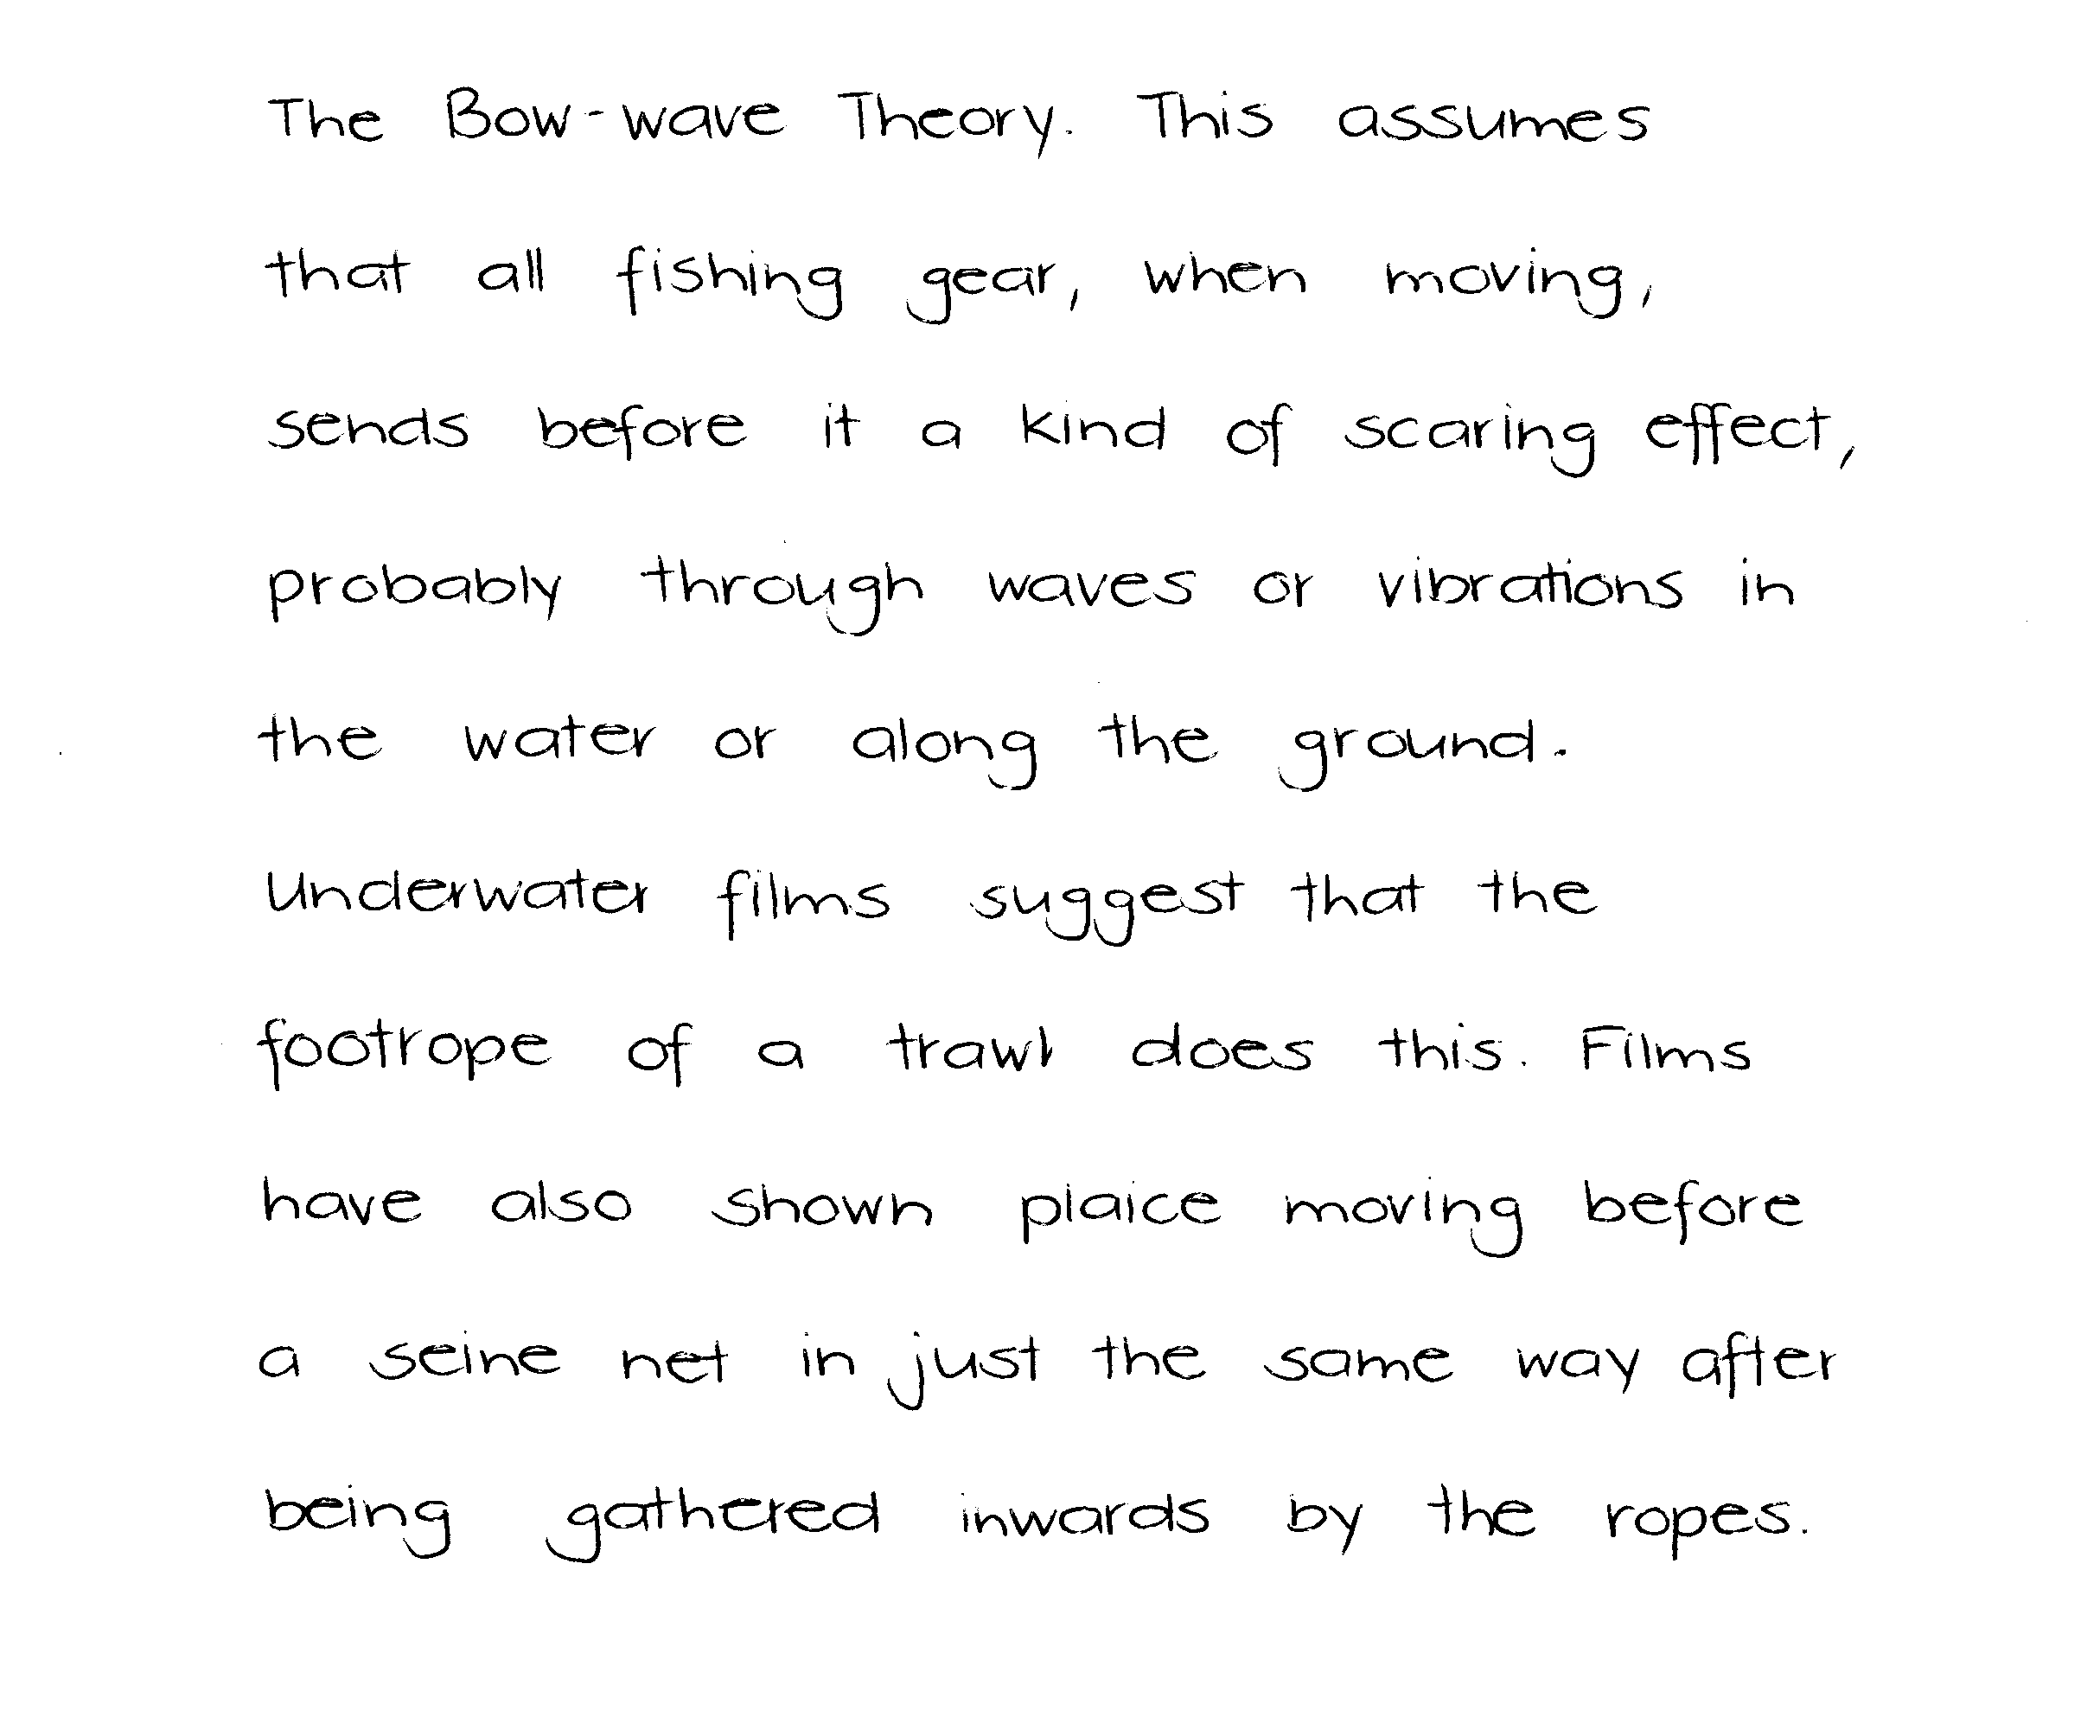 The Bow-wave Theory. This assumes
that all fishing gear, when moving,
sends before it a kind of scaring effect,
probably through waves or vibrations in
the water or along the ground.
Underwater films suggest that the
footrope of a trawl does this. Films
have also shown plaice moving before
a seine net in just the same way after
being gathered inwards by the ropes.